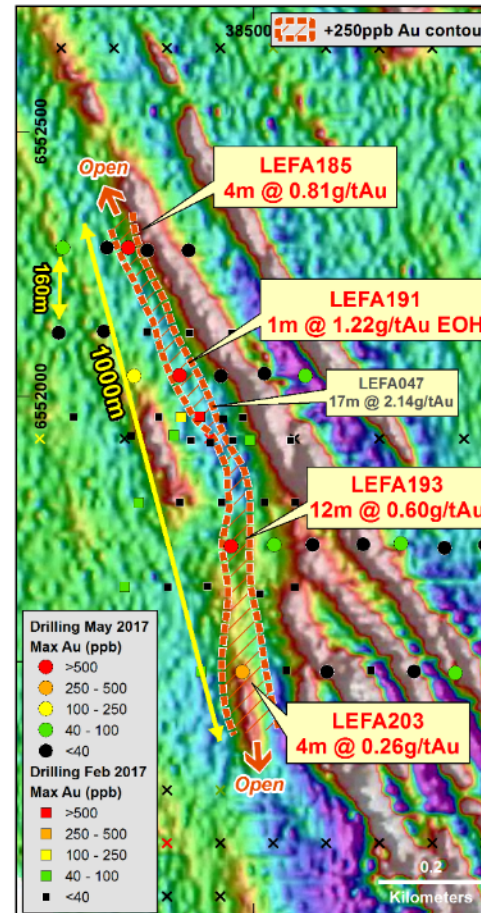 38500
+250ppb Au contou
6552500
Open
LEFA185
4m @ 0.81g/tAu
160m
LEFA191
1m @ 1.22g/tAu EOH
1000m
LEFA047
17m @ 2.14g/tAu
6552000
LEFA193
12m @ 0.60g/tAu
LEFA203
4m @ 0.26g/tAu
Open
Drilling May 2017
Max Au (ppb)
>500
250 - 500
100 - 250
40 - 100
<40
Drilling Feb 2017
Max Au (ppb)
>500
250 - 500
100 - 250
40 - 100
<40
0.2
Kilometers